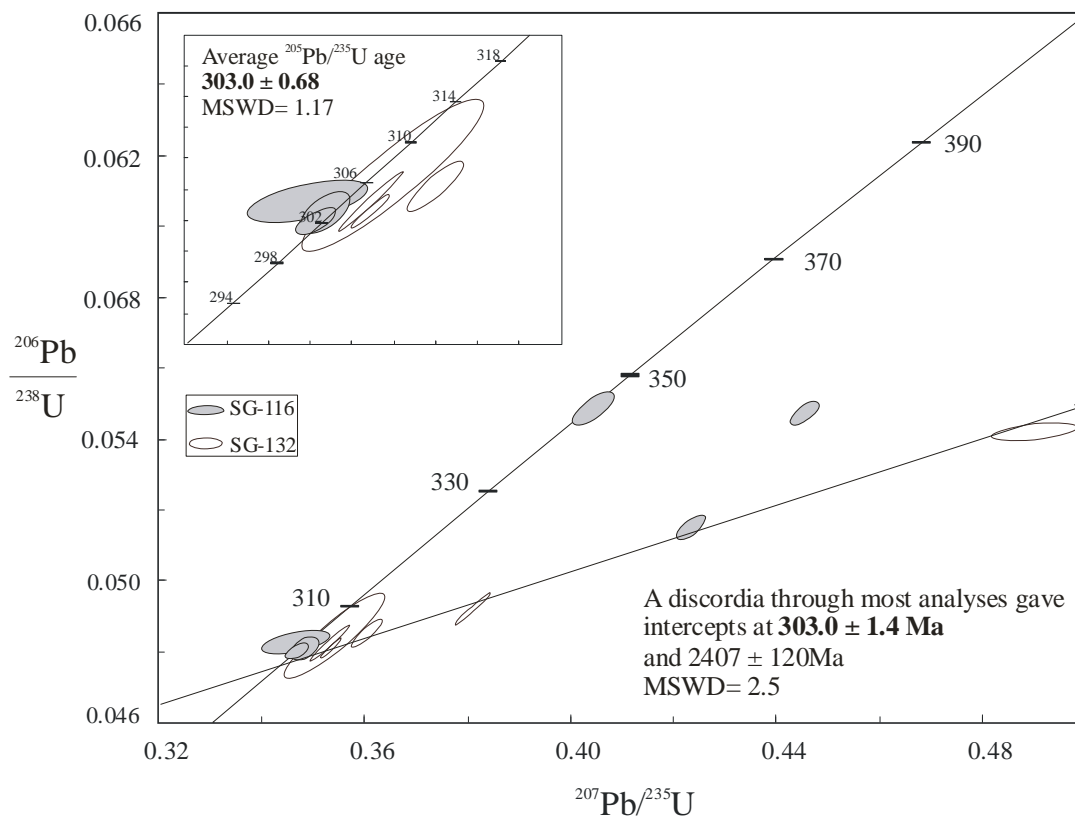 0.066
0.062
0.068
0.054
0.050
0.046
²⁰⁶Pb
²³⁸U
Average ²⁰⁵Pb/²³⁵U age
303.0 ± 0.68
MSWD= 1.17
318
314
310
306
302
298
294
SG-116
SG-132
390
370
350
330
310
A discordia through most analyses gave
intercepts at 303.0 ± 1.4 Ma
and 2407 ± 120Ma
MSWD= 2.5
0.32
0.36
0.40
0.44
0.48
²⁰⁷Pb/²³⁵U